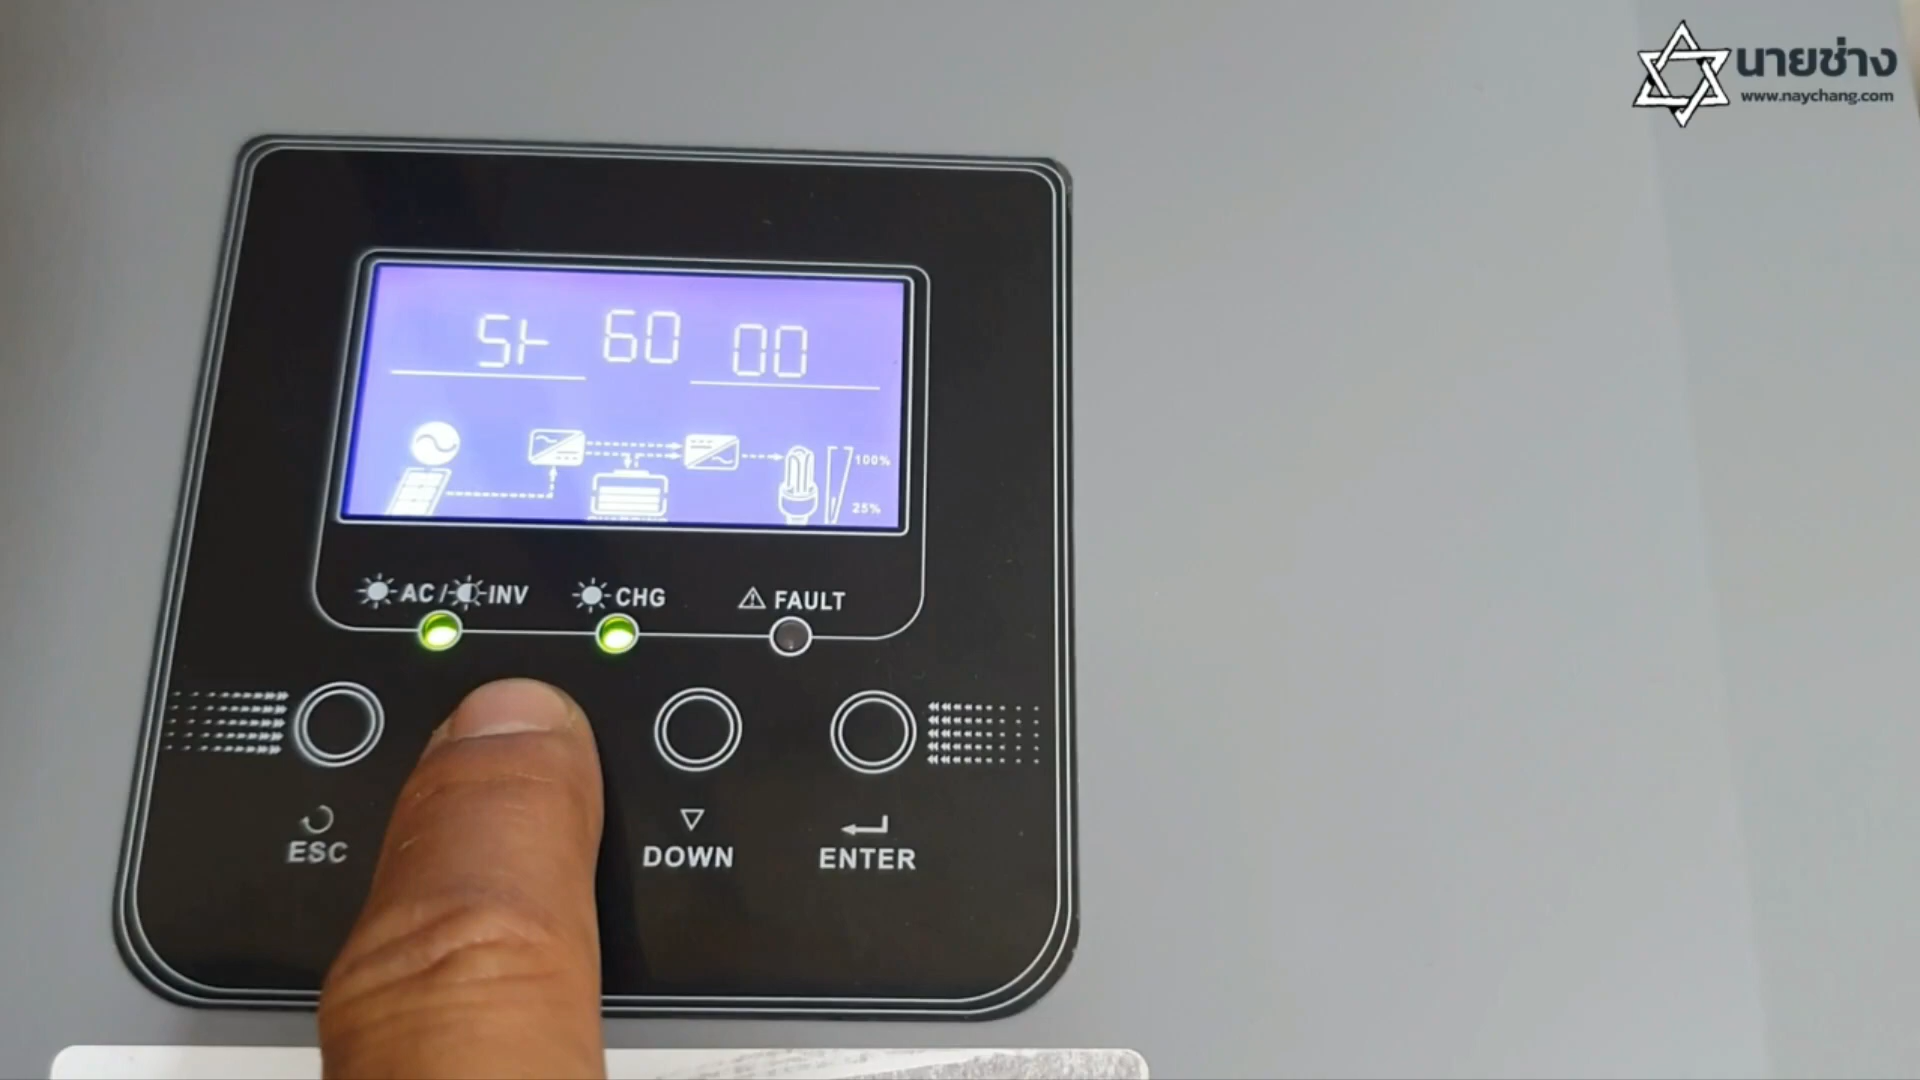 นายช่าง
www.naychang.com
St 60 00
100%
25%
AC / INV CHG FAULT
ESC DOWN ENTER